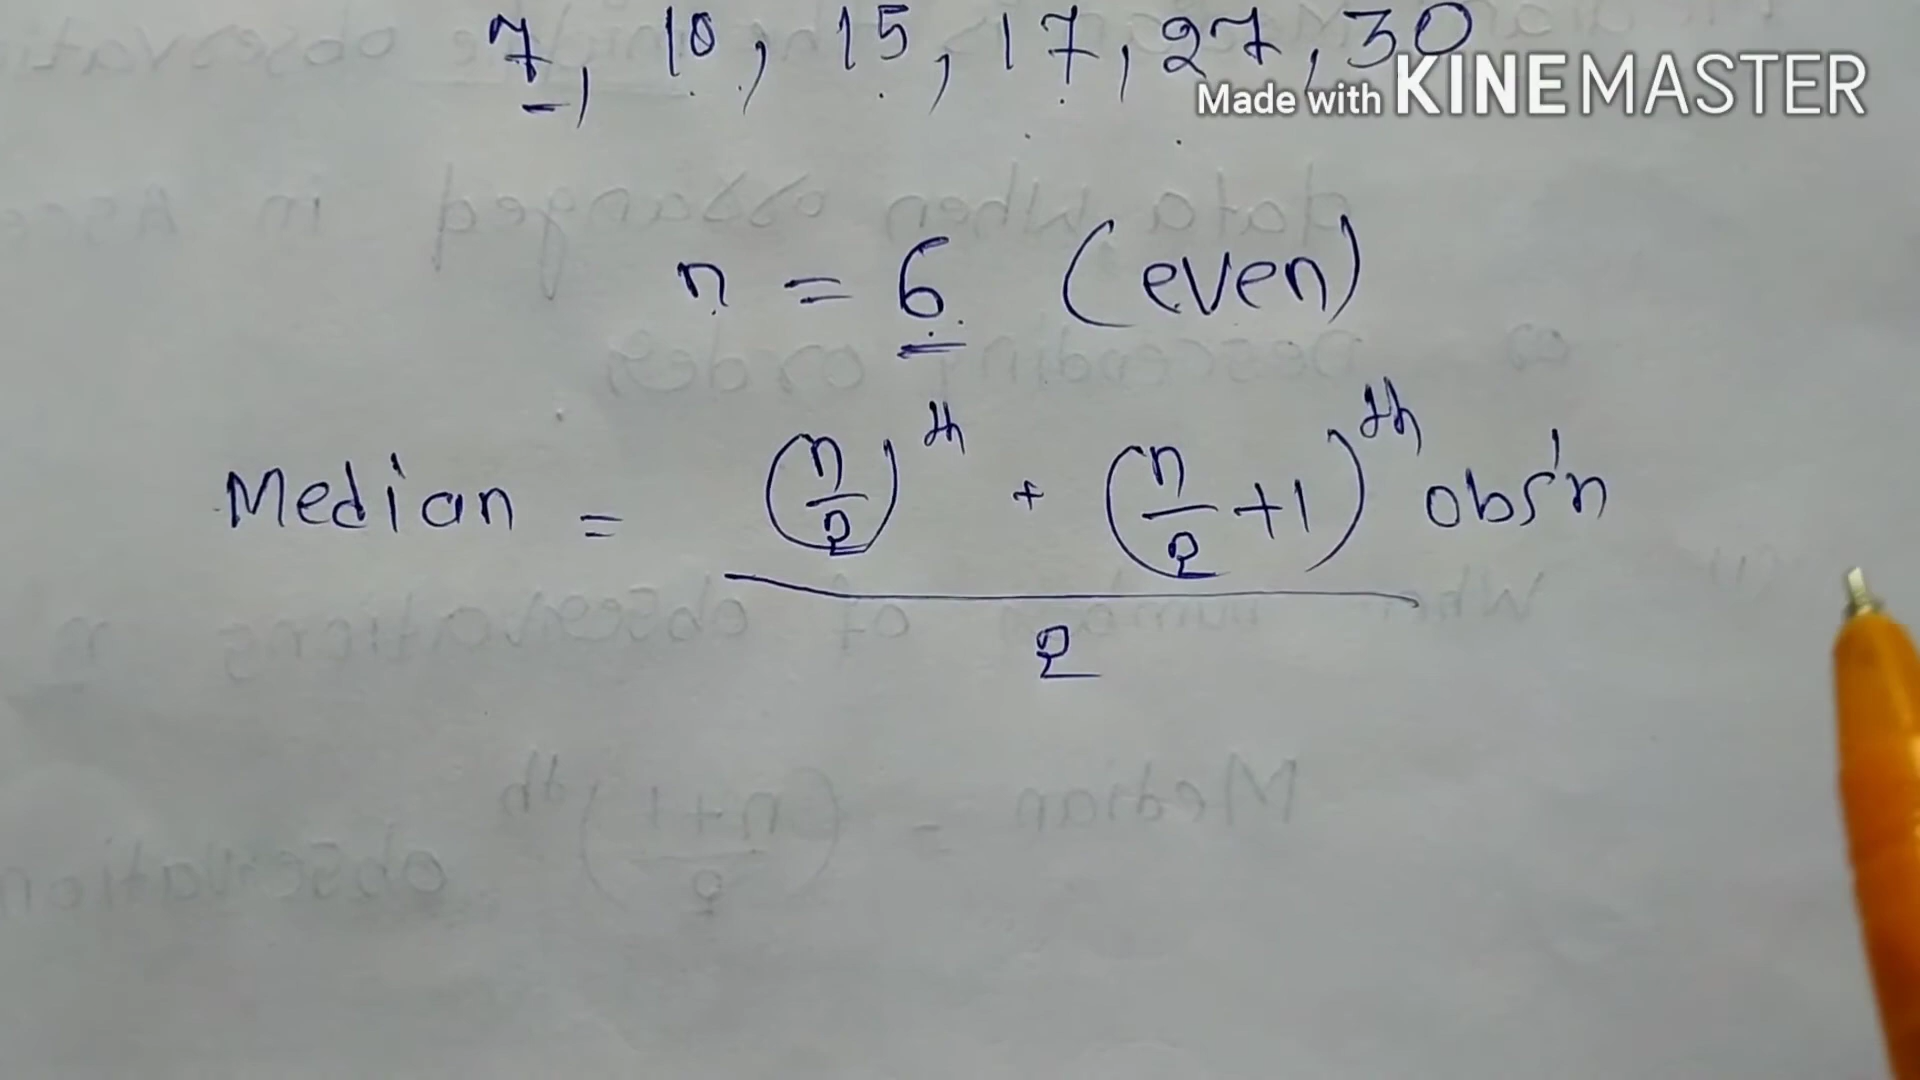 7, 10, 15, 17, 27, 30
Made with KINEMASTER
n = 6 (even)
Median = (n/2)th + (n/2 + 1)th obs'n
2